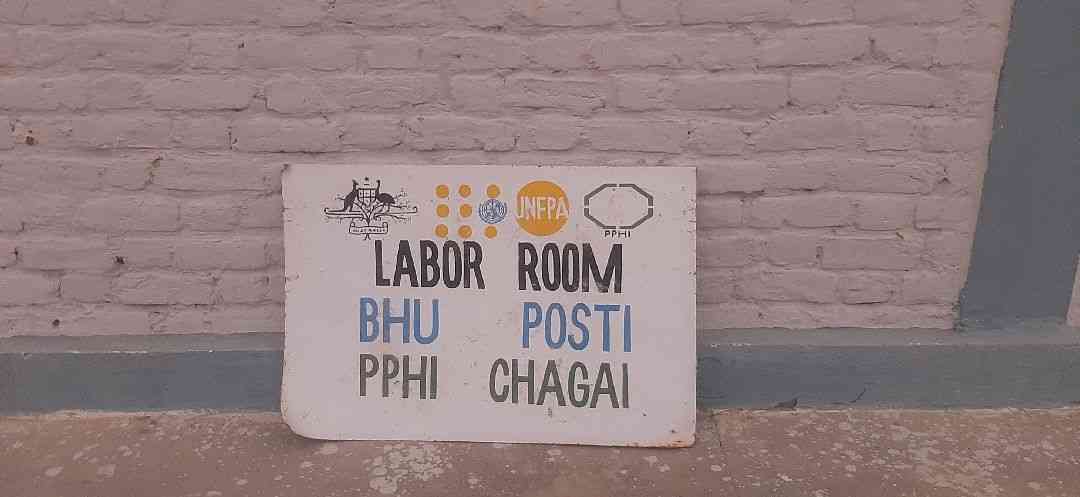 UNFPA
PPHI
LABOR ROOM
BHU POSTI
PPHI CHAGAI